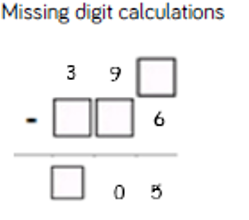 Missing digit calculations
3 9 □
- □ □ 6
□ 0 5